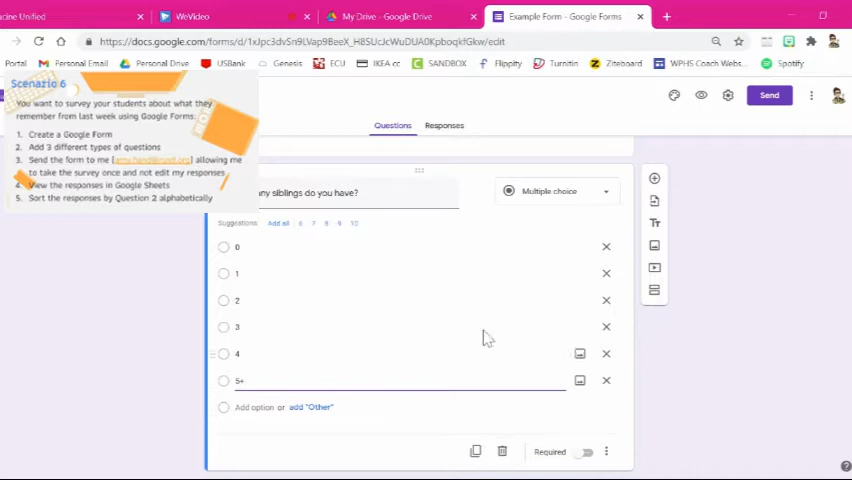 acine Unified
WeVideo
My Drive - Google Drive
Example Form - Google Forms
https://docs.google.com/forms/d/1xJpc3dvSn9LVap9BeeX_H8SUcJcWuDUA0KpboqkfGkw/edit
Portal Personal Email Personal Drive USBank Genesis ECU IKEA cc SANDBOX Flippity Turnitin Ziteboard WPHS Coach Webs... Spotify
Scenario 6
You want to survey your students about what they
remember from last week using Google Forms:
1. Create a Google Form
2. Add 3 different types of questions
3. Send the form to me [amy.hand@rusd.org] allowing me
to take the survey once and not edit my responses
4. View the responses in Google Sheets
5. Sort the responses by Question 2 alphabetically
Send
Questions Responses
any siblings do you have?
Multiple choice
Suggestions: Add all 6 7 8 9 10
0
1
2
3
4
5+
Add option or add "Other"
Required